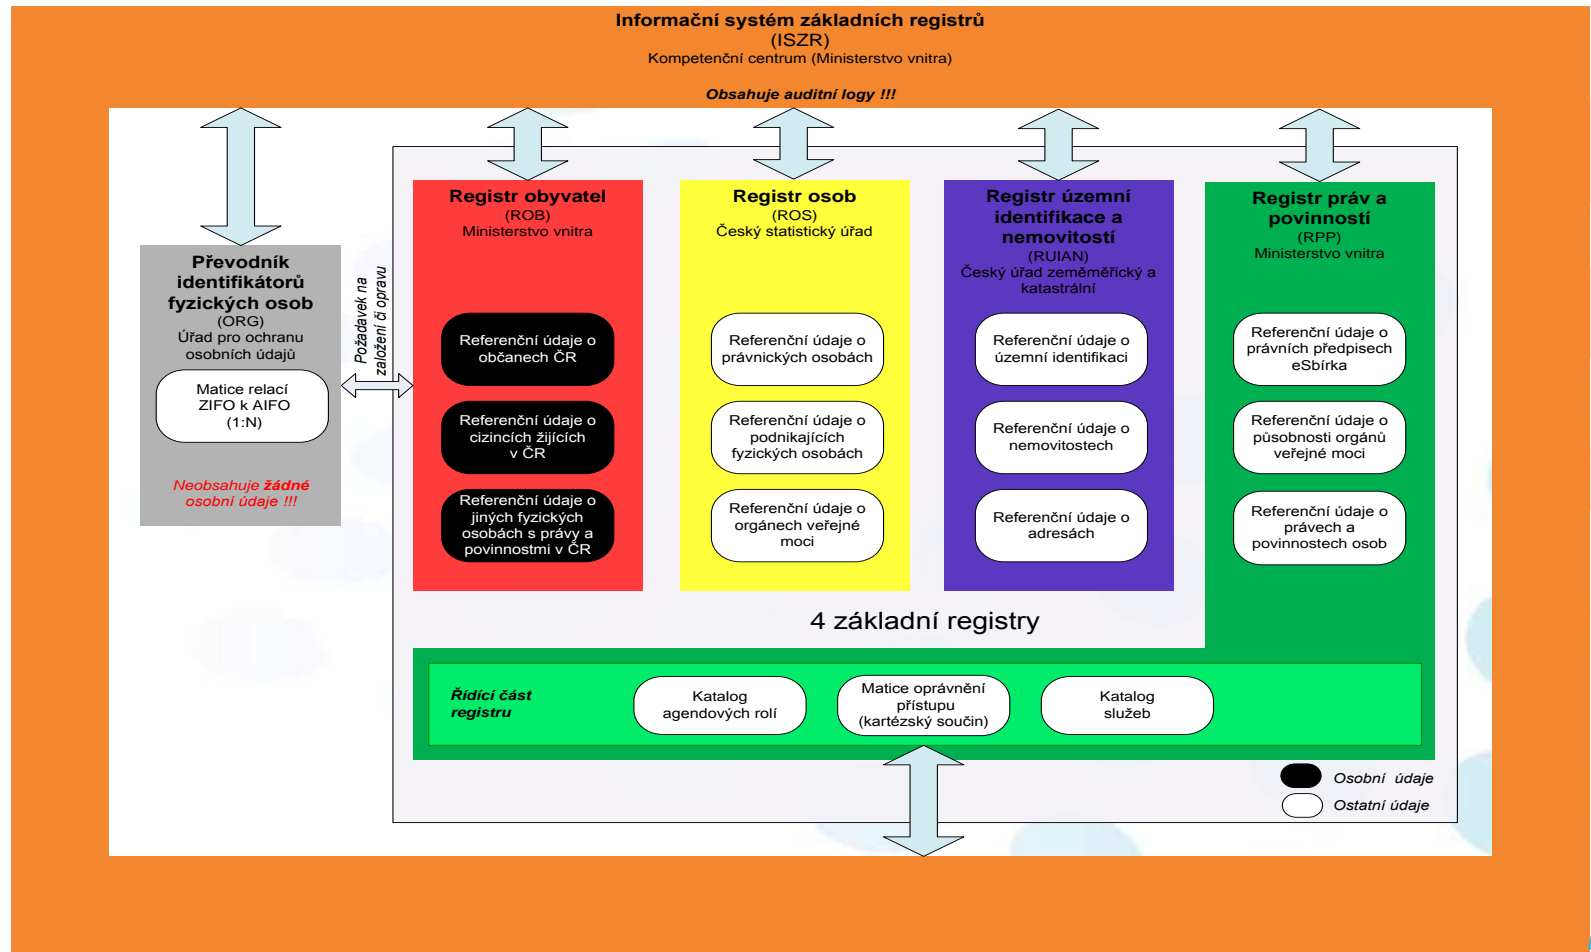 Informační systém základních registrů
(ISZR)
Kompetenční centrum (Ministerstvo vnitra)
Obsahuje auditní logy !!!
Převodník
identifikátorů
fyzických osob
(ORG)
Úřad pro ochranu
osobních údajů
Matice relací
ZIFO k AIFO
(1:N)
Neobsahuje žádné
osobní údaje !!!
Požadavek na
založení či opravu
Registr obyvatel
(ROB)
Ministerstvo vnitra
Referenční údaje o
občanech ČR
Referenční údaje o
cizincích žijících
v ČR
Referenční údaje o
jiných fyzických
osobách s právy a
povinnostmi v ČR
Registr osob
(ROS)
Český statistický úřad
Referenční údaje o
právnických osobách
Referenční údaje o
podnikajících
fyzických osobách
Referenční údaje o
orgánech veřejné
moci
Registr územní
identifikace a
nemovitostí
(RUIAN)
Český úřad zeměměřický a
katastrální
Referenční údaje o
územní identifikaci
Referenční údaje o
nemovitostech
Referenční údaje o
adresách
Registr práv a
povinností
(RPP)
Ministerstvo vnitra
Referenční údaje o
právních předpisech
eSbírka
Referenční údaje o
působnosti orgánů
veřejné moci
Referenční údaje o
právech a
povinnostech osob
4 základní registry
Řídící část
registru
Katalog
agendových rolí
Matice oprávnění
přístupu
(kartézský součin)
Katalog
služeb
Osobní údaje
Ostatní údaje